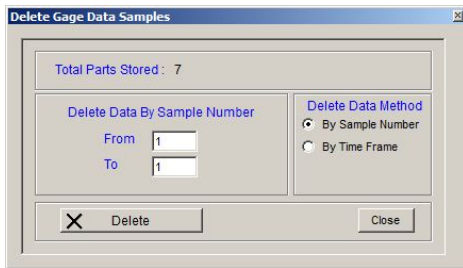 Delete Gage Data Samples
Total Parts Stored : 7
Delete Data By Sample Number
From 1
To 1
Delete Data Method
By Sample Number
By Time Frame
Delete
Close